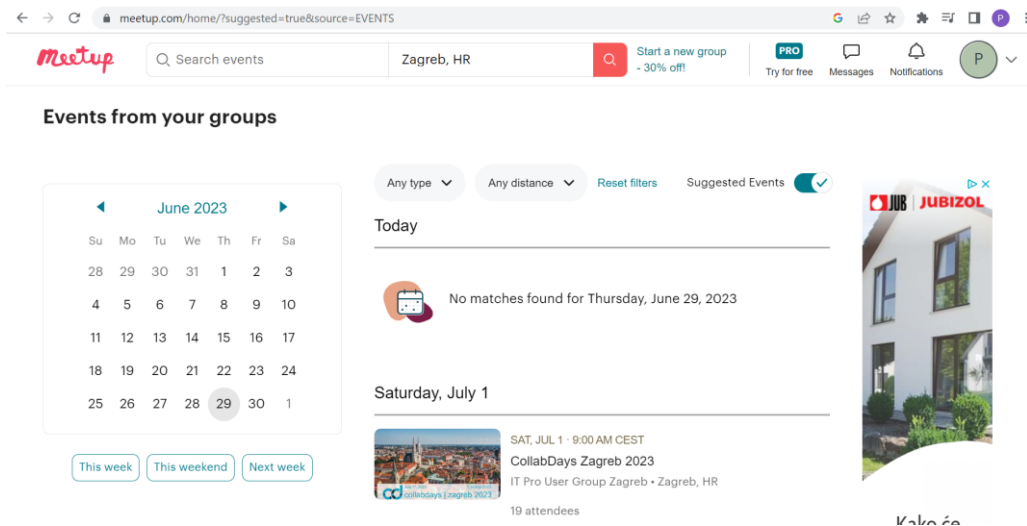 meetup.com/home/?suggested=true&source=EVENTS
P
Meetup
Search events
Zagreb, HR
Start a new group
- 30% off!
PRO
Try for free
Messages
Notifications
P
Events from your groups
Any type
Any distance
Reset filters
Suggested Events
June 2023
Su Mo Tu We Th Fr Sa
28 29 30 31 1 2 3
4 5 6 7 8 9 10
11 12 13 14 15 16 17
18 19 20 21 22 23 24
25 26 27 28 29 30 1
This week
This weekend
Next week
Today
No matches found for Thursday, June 29, 2023
Saturday, July 1
SAT, JUL 1 · 9:00 AM CEST
CollabDays Zagreb 2023
IT Pro User Group Zagreb • Zagreb, HR
19 attendees
collabdays | zagreb 2023
JUB JUBIZOL
Kako će